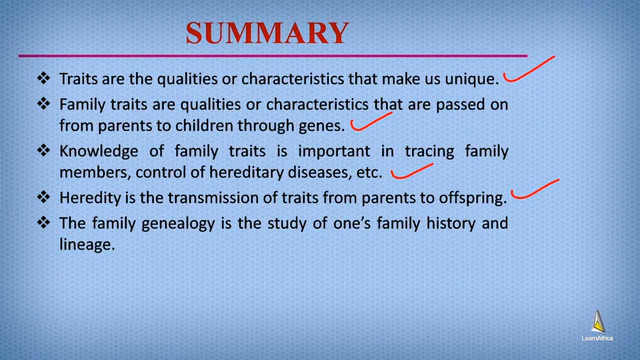 SUMMARY
❖ Traits are the qualities or characteristics that make us unique.
❖ Family traits are qualities or characteristics that are passed on
from parents to children through genes.
❖ Knowledge of family traits is important in tracing family
members, control of hereditary diseases, etc.
❖ Heredity is the transmission of traits from parents to offspring.
❖ The family genealogy is the study of one’s family history and
lineage.
LearnAfrica